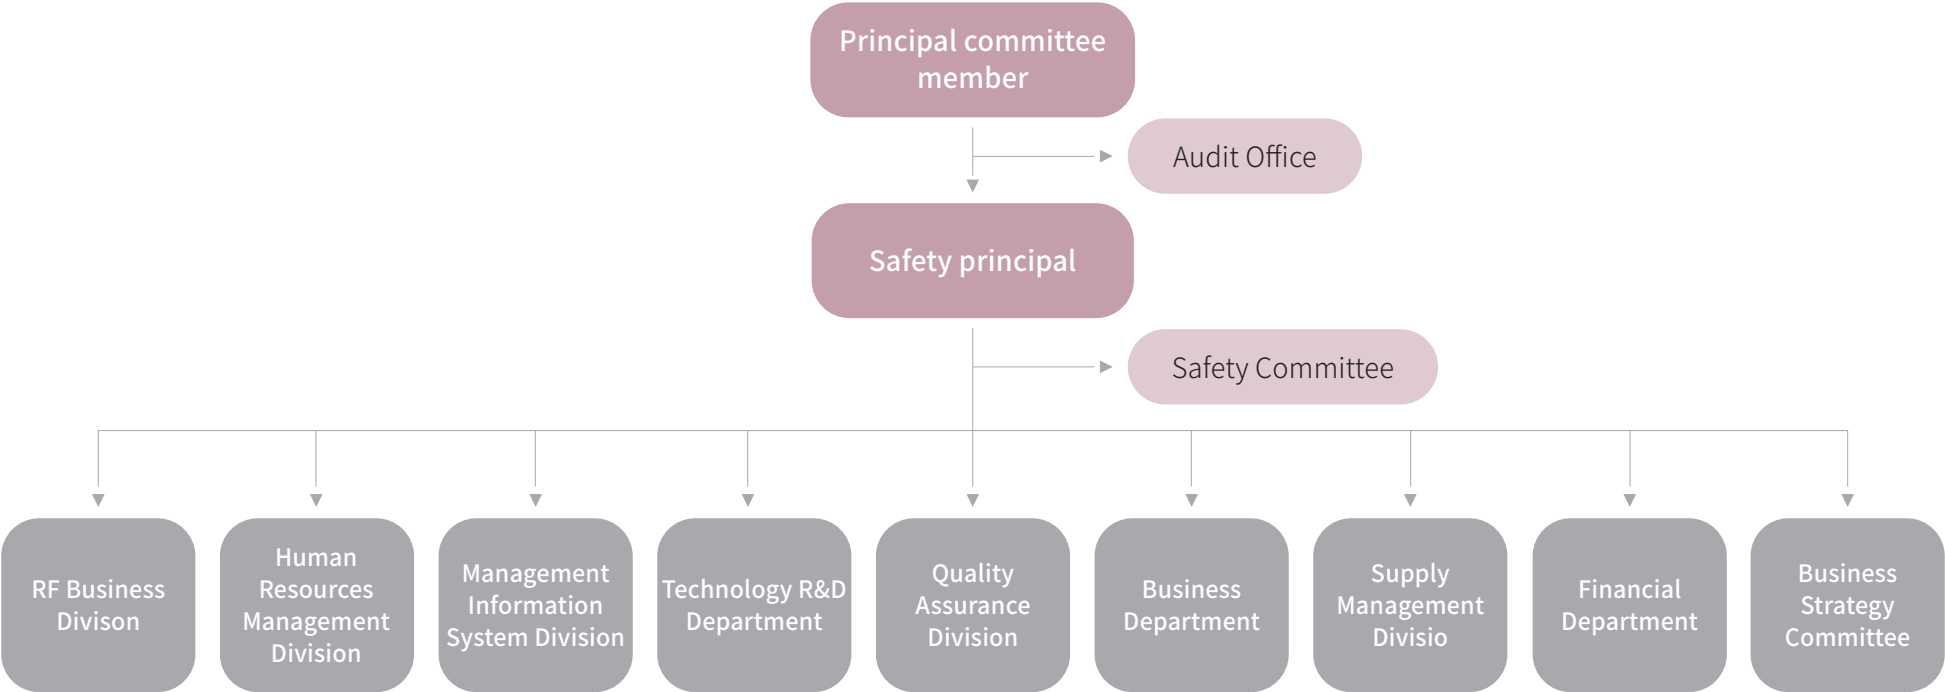 Principal committee
member
Audit Office
Safety principal
Safety Committee
RF Business
Divison
Human
Resources
Management
Division
Management
Information
System Division
Technology R&D
Department
Quality
Assurance
Division
Business
Department
Supply
Management
Divisio
Financial
Department
Business
Strategy
Committee